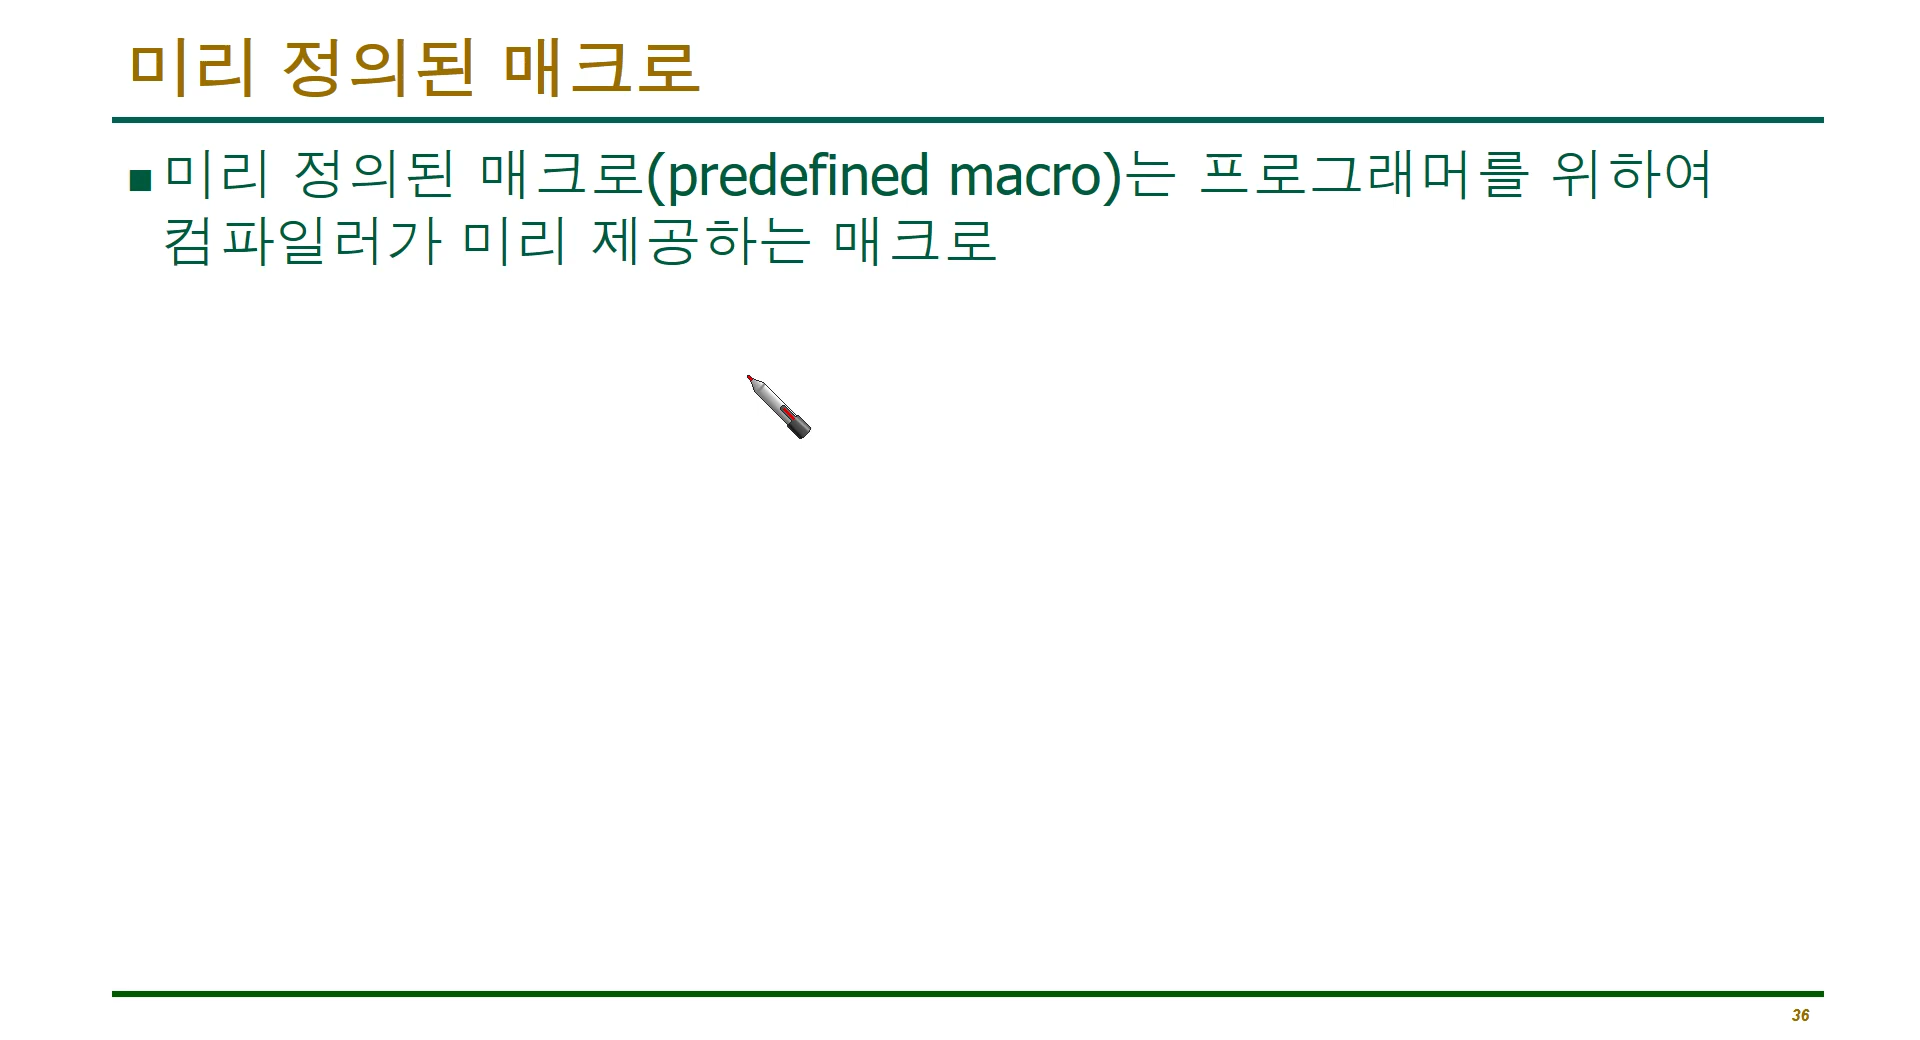 미리 정의된 매크로
■ 미리 정의된 매크로(predefined macro)는 프로그래머를 위하여
컴파일러가 미리 제공하는 매크로
36